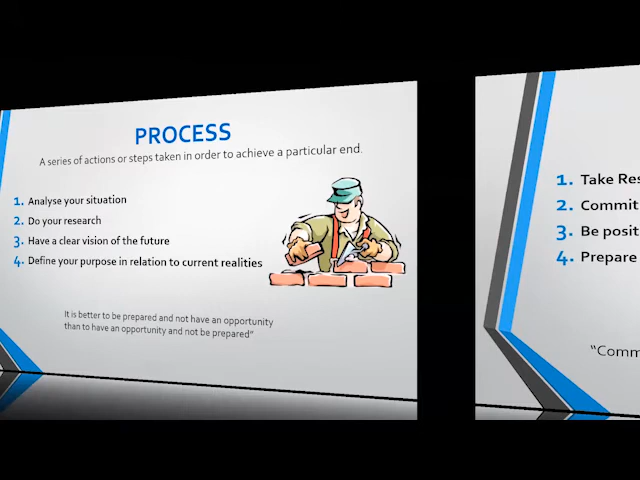 PROCESS
A series of actions or steps taken in order to achieve a particular end.
1. Analyse your situation
2. Do your research
3. Have a clear vision of the future
4. Define your purpose in relation to current realities
It is better to be prepared and not have an opportunity
than to have an opportunity and not be prepared”
1. Take
2. Commit
3. Be
4. Prepare